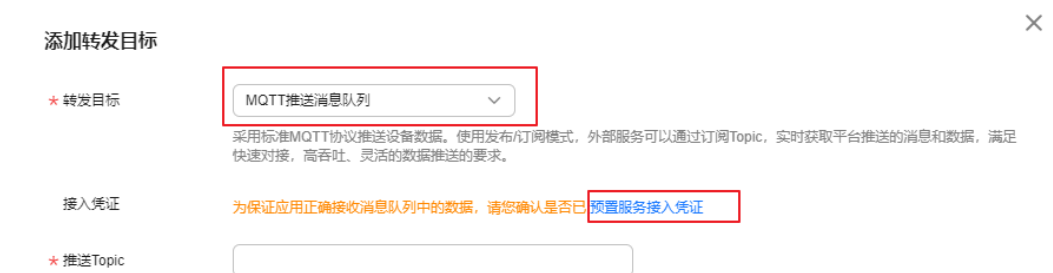 添加转发目标
* 转发目标 MQTT推送消息队列
采用标准MQTT协议推送设备数据。使用发布/订阅模式，外部服务可以通过订阅Topic，实时获取平台推送的消息和数据，满足
快速对接，高吞吐、灵活的数据推送的要求。
接入凭证 为保证应用正确接收消息队列中的数据，请您确认是否已 预置服务接入凭证
* 推送Topic